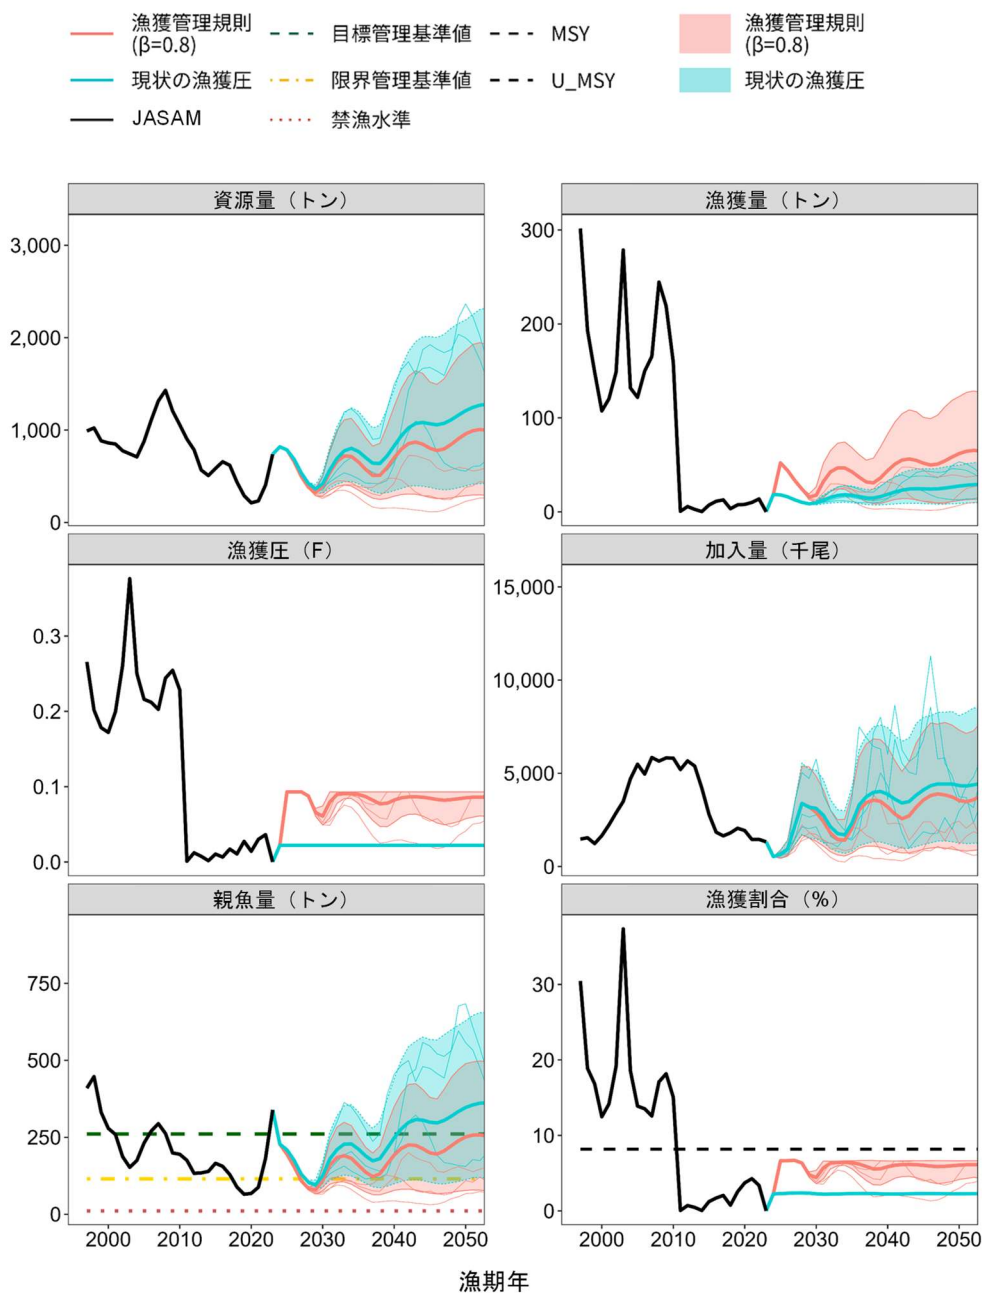 漁獲管理規則
(β=0.8)
目標管理基準値
MSY
漁獲管理規則
(β=0.8)
現状の漁獲圧
限界管理基準値
U_MSY
現状の漁獲圧
JASAM
禁漁水準
資源量（トン）
3,000
2,000
1,000
0
漁獲量（トン）
300
200
100
0
漁獲圧（F）
0.3
0.2
0.1
0.0
加入量（千尾）
15,000
10,000
5,000
0
親魚量（トン）
750
500
250
0
2000 2010 2020 2030 2040 2050
漁獲割合（%）
30
20
10
0
2000 2010 2020 2030 2040 2050
漁期年